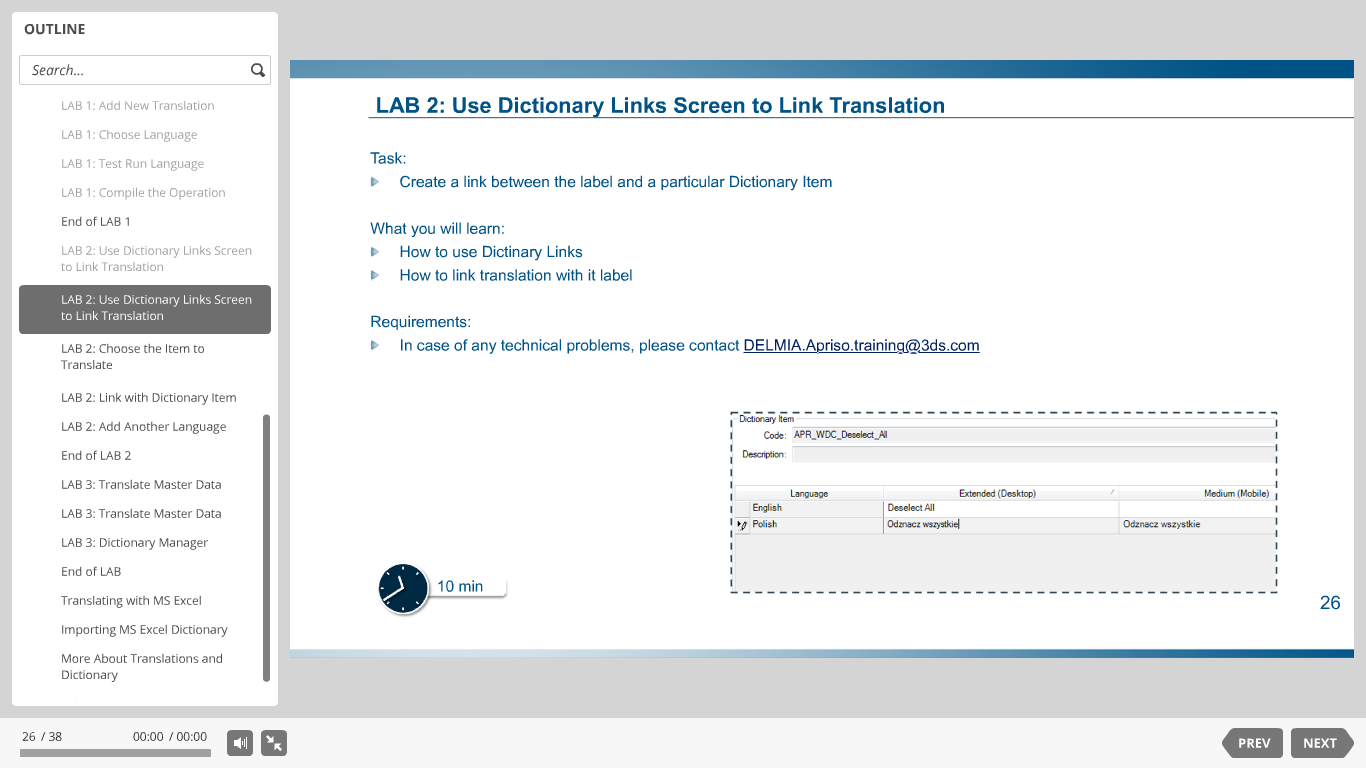 OUTLINE
Search...
LAB 1: Add New Translation
LAB 1: Choose Language
LAB 1: Test Run Language
LAB 1: Compile the Operation
End of LAB 1
LAB 2: Use Dictionary Links Screen
to Link Translation
LAB 2: Use Dictionary Links Screen
to Link Translation
LAB 2: Choose the Item to
Translate
LAB 2: Link with Dictionary Item
LAB 2: Add Another Language
End of LAB 2
LAB 3: Translate Master Data
LAB 3: Translate Master Data
LAB 3: Dictionary Manager
End of LAB
Translating with MS Excel
Importing MS Excel Dictionary
More About Translations and
Dictionary
LAB 2: Use Dictionary Links Screen to Link Translation
Task:
Create a link between the label and a particular Dictionary Item
What you will learn:
How to use Dictinary Links
How to link translation with it label
Requirements:
In case of any technical problems, please contact DELMIA.Apriso.training@3ds.com
Dictionary Item
Code: APR_WDC_Deselect_All
Description:
Language Extended (Desktop) Medium (Mobile)
English Deselect All
Polish Odznacz wszystkie Odznacz wszystkie
10 min
26
26 / 38 00:00 / 00:00
PREV NEXT